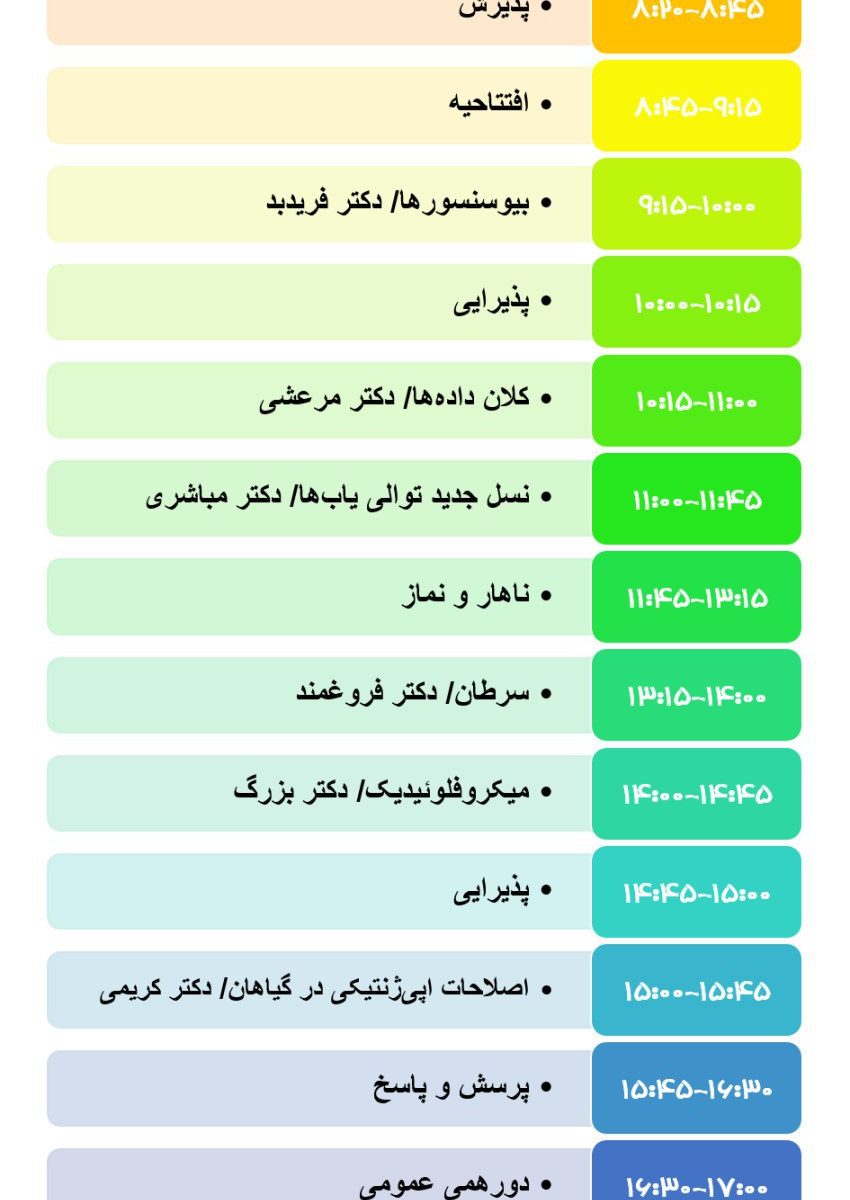 ۸:۲۰-۸:۴۵ • پذیرش
۸:۴۵-۹:۱۵ • افتتاحیه
۹:۱۵-۱۰:۰۰ • بیوسنسورها/ دکتر فریدبد
۱۰:۰۰-۱۰:۱۵ • پذیرایی
۱۰:۱۵-۱۱:۰۰ • کلان داده‌ها/ دکتر مرعشی
۱۱:۰۰-۱۱:۴۵ • نسل جدید توالی یاب‌ها/ دکتر مباشری
۱۱:۴۵-۱۳:۱۵ • ناهار و نماز
۱۳:۱۵-۱۴:۰۰ • سرطان/ دکتر فروغمند
۱۴:۰۰-۱۴:۴۵ • میکروفلوئیدیک/ دکتر بزرگ
۱۴:۴۵-۱۵:۰۰ • پذیرایی
۱۵:۰۰-۱۵:۴۵ • اصلاحات اپی‌ژنتیکی در گیاهان/ دکتر کریمی
۱۵:۴۵-۱۶:۳۰ • پرسش و پاسخ
۱۶:۳۰-۱۷:۰۰ • دورهمی عمومی